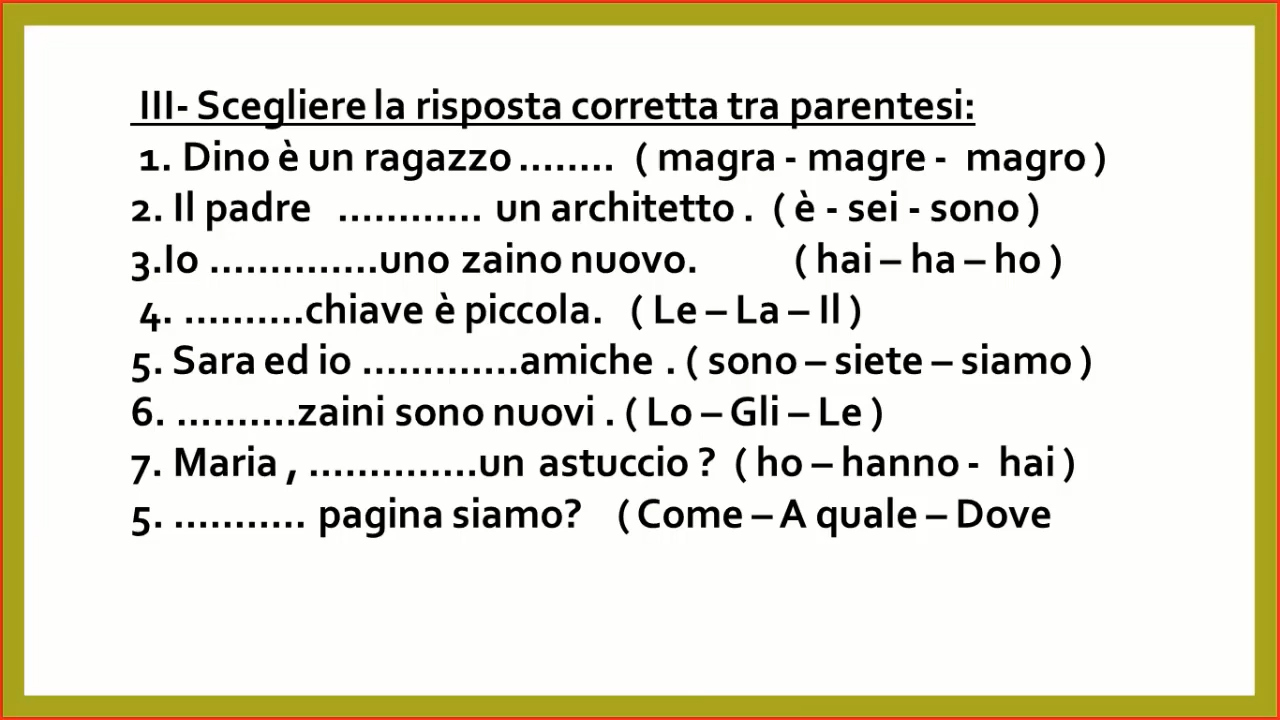 III- Scegliere la risposta corretta tra parentesi:
1. Dino è un ragazzo ........ ( magra - magre - magro )
2. Il padre ............ un architetto . ( è - sei - sono )
3.Io ..............uno zaino nuovo. ( hai – ha – ho )
4. ..........chiave è piccola. ( Le – La – Il )
5. Sara ed io .............amiche . ( sono – siete – siamo )
6. ..........zaini sono nuovi . ( Lo – Gli – Le )
7. Maria , ..............un astuccio ? ( ho – hanno - hai )
5. ........... pagina siamo? ( Come – A quale – Dove